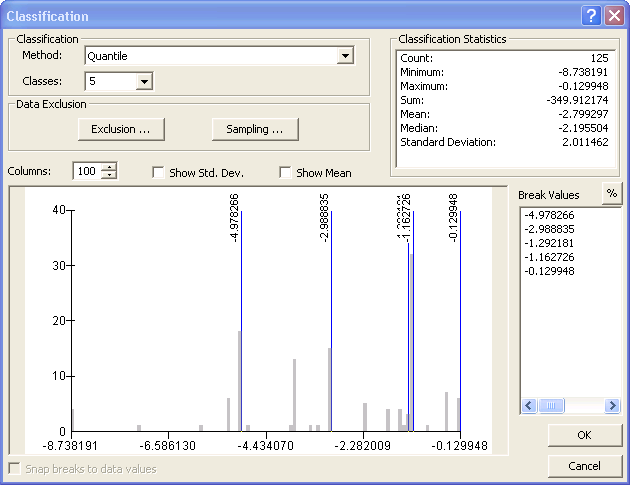 Classification
Classification
Method: Quantile
Classes: 5
Data Exclusion
Exclusion ...
Sampling ...
Classification Statistics
Count: 125
Minimum: -8.738191
Maximum: -0.129948
Sum: -349.912174
Mean: -2.799297
Median: -2.195504
Standard Deviation: 2.011462
Columns: 100
Show Std. Dev.
Show Mean
Break Values
%
-4.978266
-2.988835
-1.292181
-1.162726
-0.129948
40
30
20
10
0
-4.978266
-2.988835
-1.162726
-0.129948
-8.738191
-6.586130
-4.434070
-2.282009
-0.129948
Snap breaks to data values
OK
Cancel